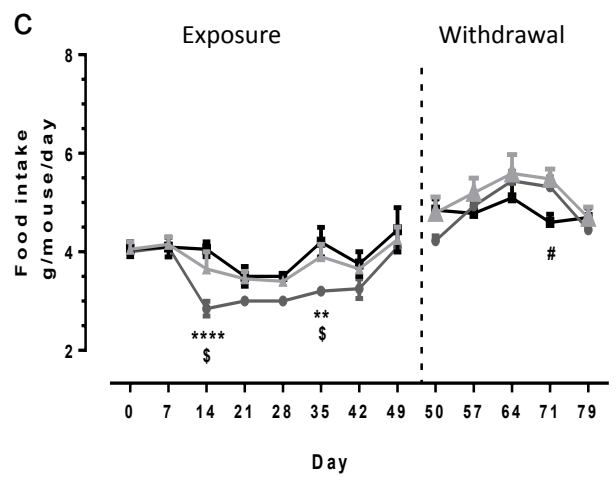 C
Exposure Withdrawal
8
6
4
2
Food intake
g/mouse/day
****
$
**
$
#
0 7 14 21 28 35 42 49 50 57 64 71 79
Day